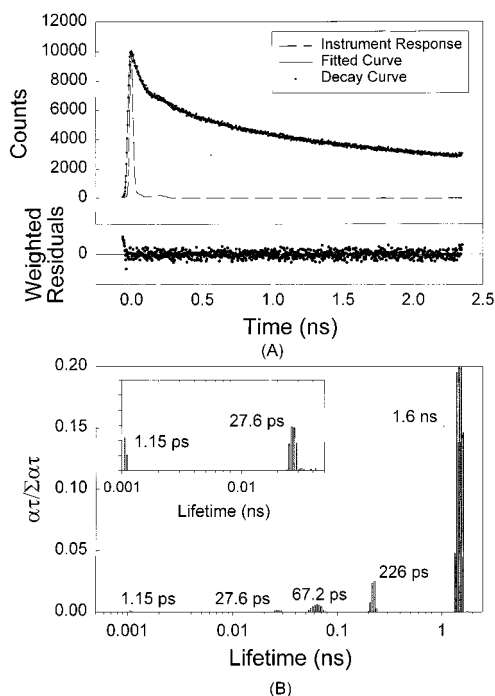 12000
10000
8000
6000
4000
2000
0
Counts
Instrument Response
Fitted Curve
Decay Curve
Weighted
Residuals
0
0.0 0.5 1.0 1.5 2.0 2.5
Time (ns)
(A)
0.20
0.15
0.10
0.05
0.00
ατ/Σατ
1.15 ps
27.6 ps
0.001
0.01
Lifetime (ns)
1.6 ns
1.15 ps
27.6 ps
67.2 ps
226 ps
0.001 0.01 0.1 1
Lifetime (ns)
(B)